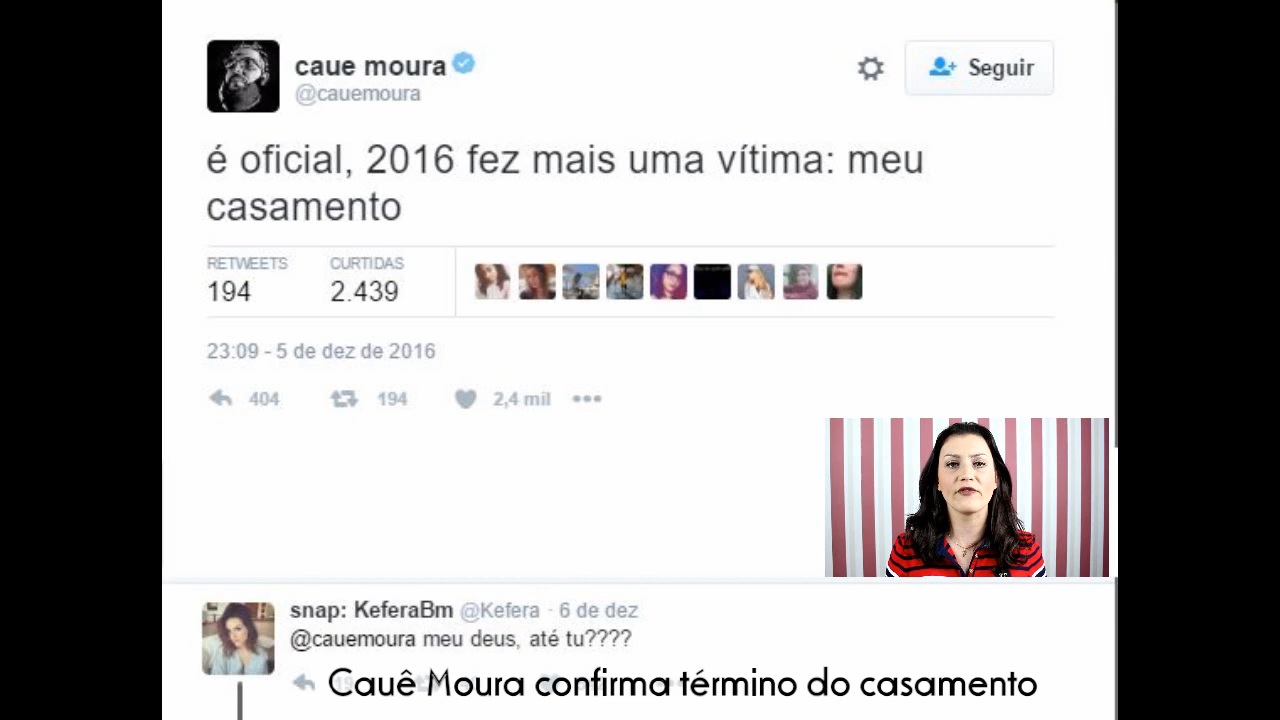 caue moura
@cauemoura
Seguir
é oficial, 2016 fez mais uma vítima: meu
casamento
RETWEETS CURTIDAS
194 2.439
23:09 - 5 de dez de 2016
404 194 2,4 mil
snap: KeferaBm @Kefera · 6 de dez
@cauemoura meu deus, até tu????
Cauê Moura confirma término do casamento